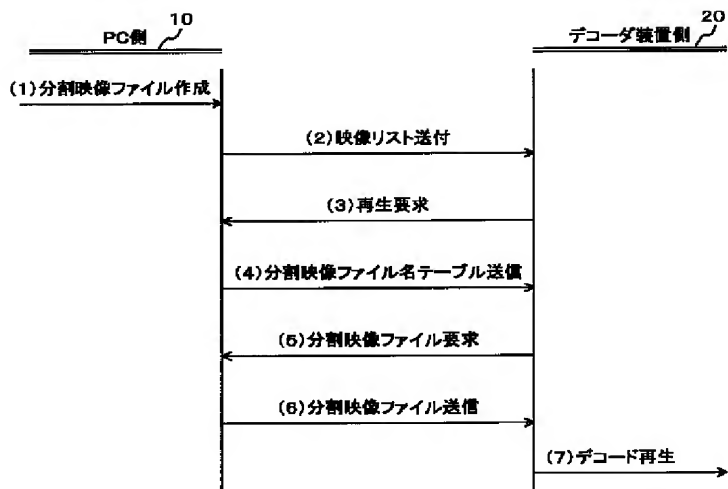 10
PC側
20
デコーダ装置側
(1)分割映像ファイル作成
(2)映像リスト送付
(3)再生要求
(4)分割映像ファイル名テーブル送信
(5)分割映像ファイル要求
(6)分割映像ファイル送信
(7)デコード再生